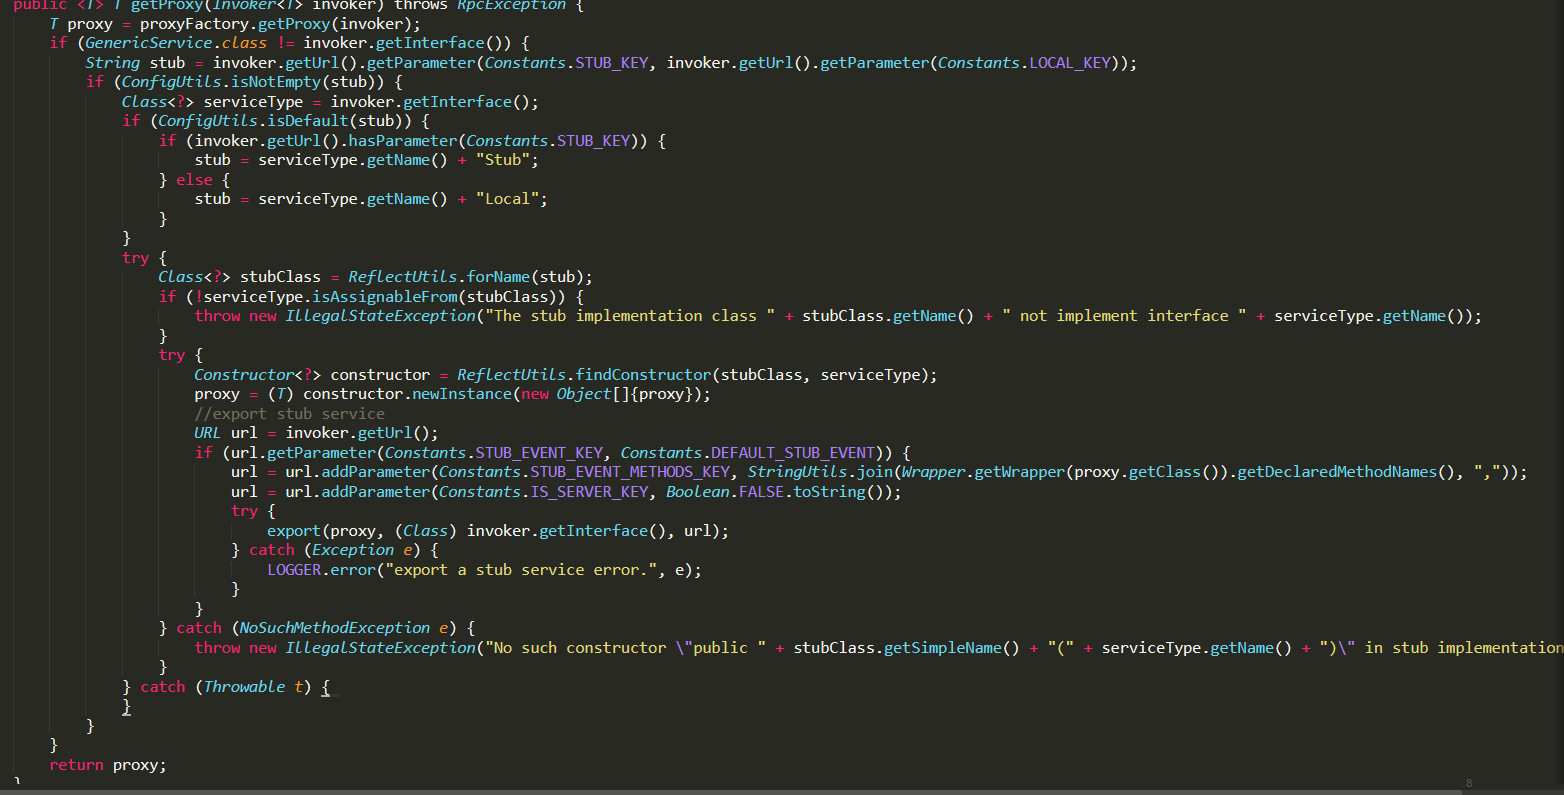 public <T> T getProxy(Invoker<T> invoker) throws RpcException {
T proxy = proxyFactory.getProxy(invoker);
if (GenericService.class != invoker.getInterface()) {
String stub = invoker.getUrl().getParameter(Constants.STUB_KEY, invoker.getUrl().getParameter(Constants.LOCAL_KEY));
if (ConfigUtils.isNotEmpty(stub)) {
Class<?> serviceType = invoker.getInterface();
if (ConfigUtils.isDefault(stub)) {
if (invoker.getUrl().hasParameter(Constants.STUB_KEY)) {
stub = serviceType.getName() + "Stub";
} else {
stub = serviceType.getName() + "Local";
}
}
try {
Class<?> stubClass = ReflectUtils.forName(stub);
if (!serviceType.isAssignableFrom(stubClass)) {
throw new IllegalStateException("The stub implementation class " + stubClass.getName() + " not implement interface " + serviceType.getName());
}
try {
Constructor<?> constructor = ReflectUtils.findConstructor(stubClass, serviceType);
proxy = (T) constructor.newInstance(new Object[]{proxy});
//export stub service
URL url = invoker.getUrl();
if (url.getParameter(Constants.STUB_EVENT_KEY, Constants.DEFAULT_STUB_EVENT)) {
url = url.addParameter(Constants.STUB_EVENT_METHODS_KEY, StringUtils.join(Wrapper.getWrapper(proxy.getClass()).getDeclaredMethodNames(), ","));
url = url.addParameter(Constants.IS_SERVER_KEY, Boolean.FALSE.toString());
try {
export(proxy, (Class) invoker.getInterface(), url);
} catch (Exception e) {
LOGGER.error("export a stub service error.", e);
}
}
} catch (NoSuchMethodException e) {
throw new IllegalStateException("No such constructor \"public " + stubClass.getSimpleName() + "(" + serviceType.getName() + ")\" in stub implementation
}
} catch (Throwable t) {
}
}
}
return proxy;
}
8